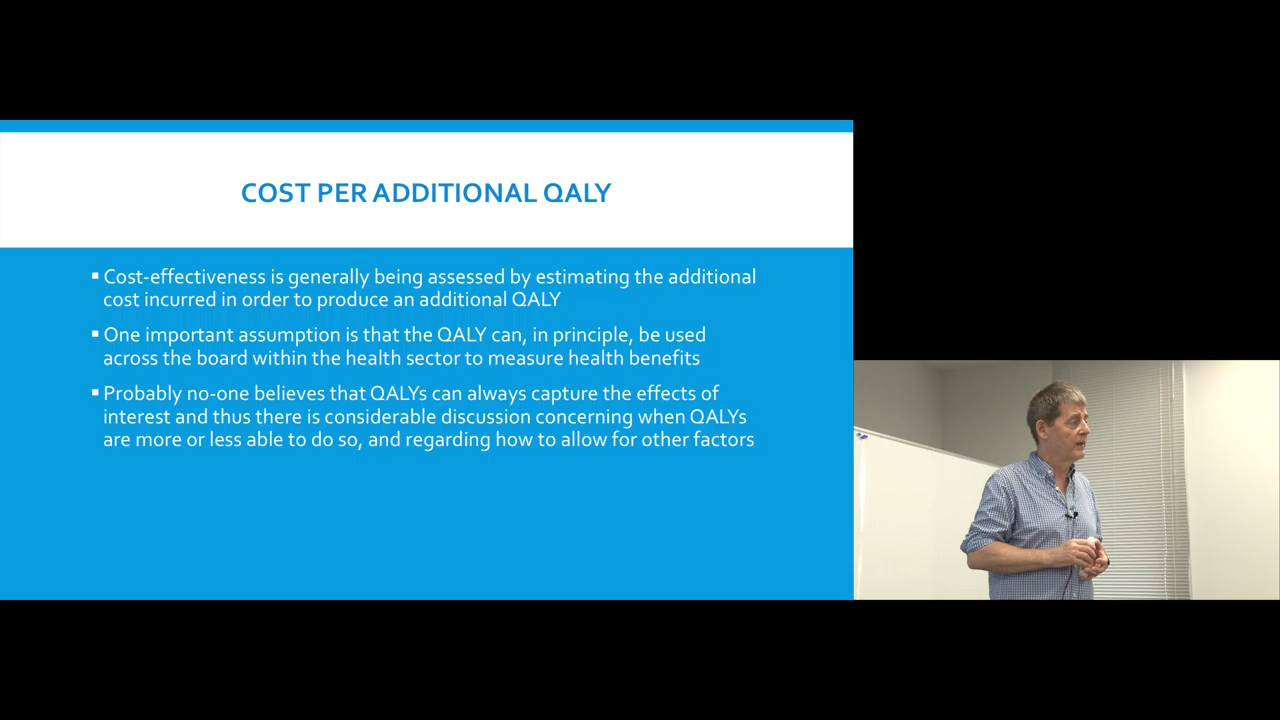 COST PER ADDITIONAL QALY
▪ Cost-effectiveness is generally being assessed by estimating the additional
cost incurred in order to produce an additional QALY
▪ One important assumption is that the QALY can, in principle, be used
across the board within the health sector to measure health benefits
▪ Probably no-one believes that QALYs can always capture the effects of
interest and thus there is considerable discussion concerning when QALYs
are more or less able to do so, and regarding how to allow for other factors